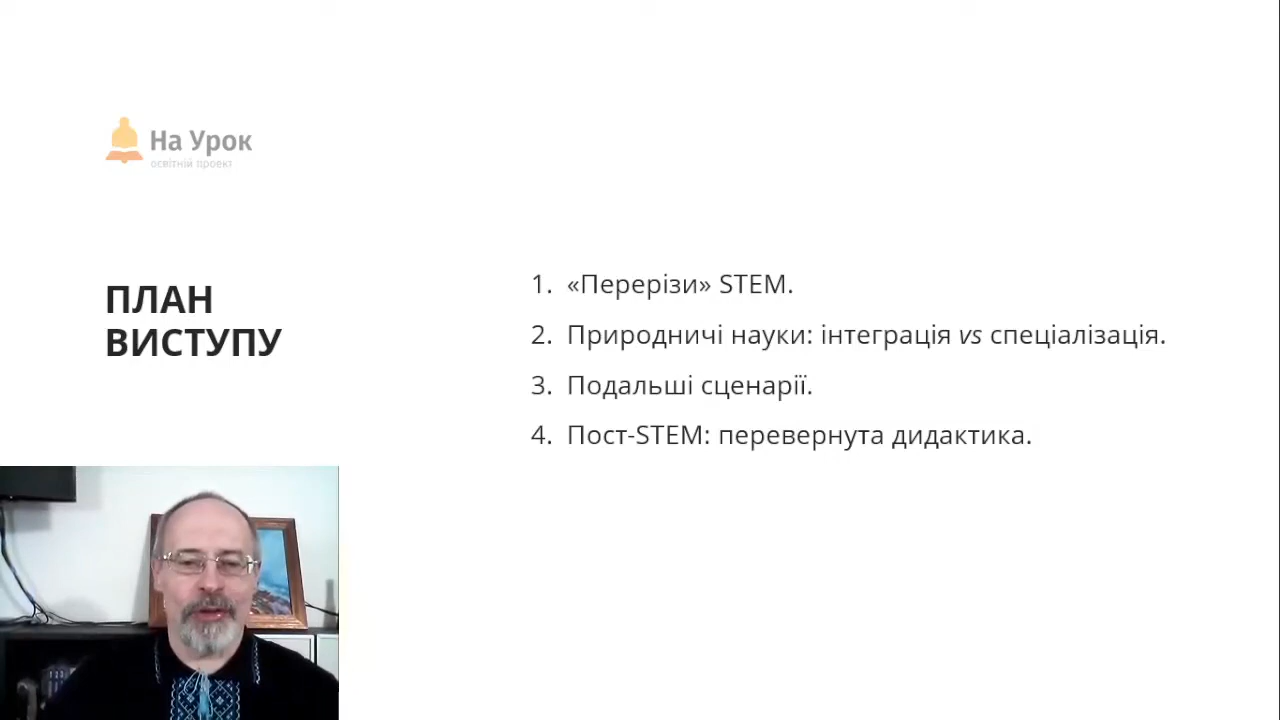 На Урок
освітній проект
ПЛАН
ВИСТУПУ
1. «Перерізи» STEM.
2. Природничі науки: інтеграція vs спеціалізація.
3. Подальші сценарії.
4. Пост-STEM: перевернута дидактика.